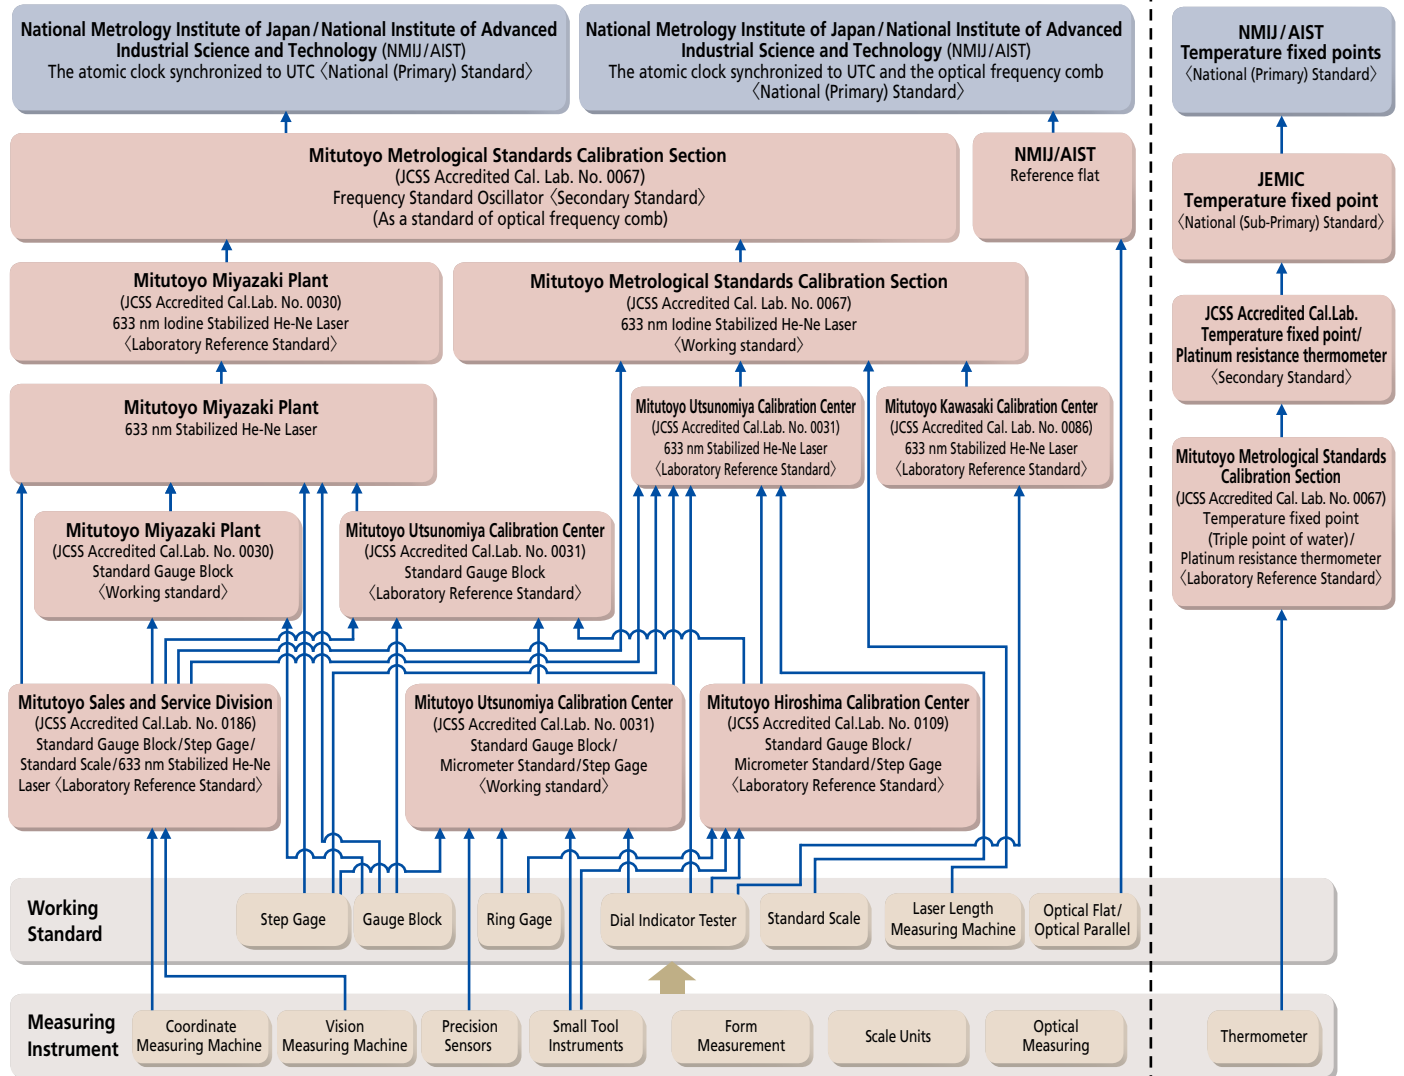 National Metrology Institute of Japan/National Institute of Advanced
Industrial Science and Technology (NMIJ/AIST)
The atomic clock synchronized to UTC〈National (Primary) Standard〉
National Metrology Institute of Japan/National Institute of Advanced
Industrial Science and Technology (NMIJ/AIST)
The atomic clock synchronized to UTC and the optical frequency comb
〈National (Primary) Standard〉
NMIJ/AIST
Temperature fixed points
〈National (Primary) Standard〉
Mitutoyo Metrological Standards Calibration Section
(JCSS Accredited Cal. Lab. No. 0067)
Frequency Standard Oscillator〈Secondary Standard〉
(As a standard of optical frequency comb)
NMIJ/AIST
Reference flat
JEMIC
Temperature fixed point
〈National (Sub-Primary) Standard〉
Mitutoyo Miyazaki Plant
(JCSS Accredited Cal.Lab. No. 0030)
633 nm Iodine Stabilized He-Ne Laser
〈Laboratory Reference Standard〉
Mitutoyo Metrological Standards Calibration Section
(JCSS Accredited Cal. Lab. No. 0067)
633 nm Iodine Stabilized He-Ne Laser
〈Working standard〉
JCSS Accredited Cal.Lab.
Temperature fixed point/
Platinum resistance thermometer
〈Secondary Standard〉
Mitutoyo Miyazaki Plant
633 nm Stabilized He-Ne Laser
Mitutoyo Utsunomiya Calibration Center
(JCSS Accredited Cal.Lab. No. 0031)
633 nm Stabilized He-Ne Laser
〈Laboratory Reference Standard〉
Mitutoyo Kawasaki Calibration Center
(JCSS Accredited Cal. Lab. No. 0086)
633 nm Stabilized He-Ne Laser
〈Laboratory Reference Standard〉
Mitutoyo Metrological Standards
Calibration Section
(JCSS Accredited Cal. Lab. No. 0067)
Temperature fixed point
(Triple point of water)/
Platinum resistance thermometer
〈Laboratory Reference Standard〉
Mitutoyo Miyazaki Plant
(JCSS Accredited Cal.Lab. No. 0030)
Standard Gauge Block
〈Working standard〉
Mitutoyo Utsunomiya Calibration Center
(JCSS Accredited Cal.Lab. No. 0031)
Standard Gauge Block
〈Laboratory Reference Standard〉
Mitutoyo Sales and Service Division
(JCSS Accredited Cal.Lab. No. 0186)
Standard Gauge Block/Step Gage/
Standard Scale/633 nm Stabilized He-Ne
Laser〈Laboratory Reference Standard〉
Mitutoyo Utsunomiya Calibration Center
(JCSS Accredited Cal.Lab. No. 0031)
Standard Gauge Block/
Micrometer Standard/Step Gage
〈Working standard〉
Mitutoyo Hiroshima Calibration Center
(JCSS Accredited Cal.Lab. No. 0109)
Standard Gauge Block/
Micrometer Standard/Step Gage
〈Laboratory Reference Standard〉
Working
Standard
Step Gage
Gauge Block
Ring Gage
Dial Indicator Tester
Standard Scale
Laser Length
Measuring Machine
Optical Flat/
Optical Parallel
Measuring
Instrument
Coordinate
Measuring Machine
Vision
Measuring Machine
Precision
Sensors
Small Tool
Instruments
Form
Measurement
Scale Units
Optical
Measuring
Thermometer